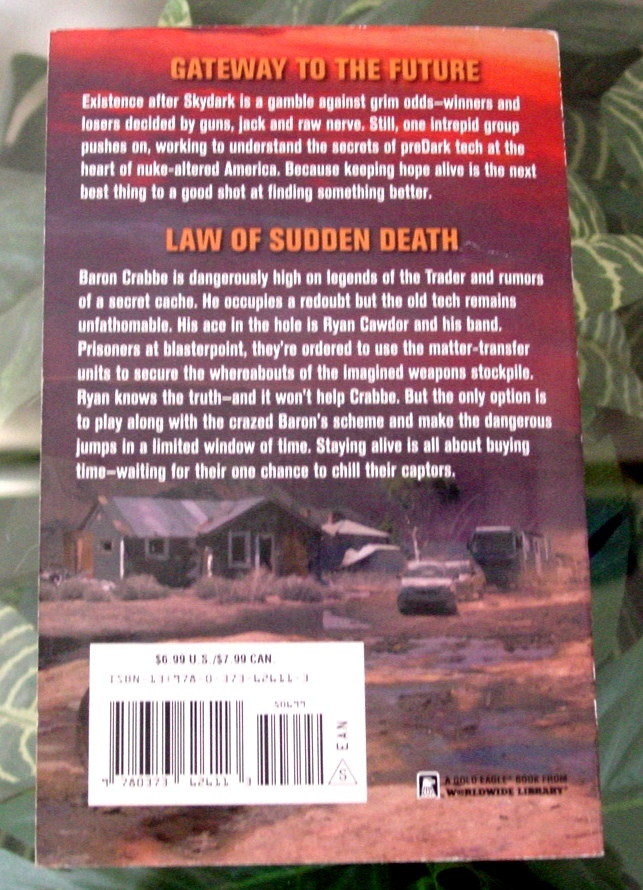 GATEWAY TO THE FUTURE
Existence after Skydark is a gamble against grim odds—winners and
losers decided by guns, jack and raw nerve. Still, one intrepid group
pushes on, working to understand the secrets of preDark tech at the
heart of nuke-altered America. Because keeping hope alive is the next
best thing to a good shot at finding something better.
LAW OF SUDDEN DEATH
Baron Crabbe is dangerously high on legends of the Trader and rumors
of a secret cache. He occupies a redoubt but the old tech remains
unfathomable. His ace in the hole is Ryan Cawdor and his band.
Prisoners at blasterpoint, they're ordered to use the matter-transfer
units to secure the whereabouts of the imagined weapons stockpile.
Ryan knows the truth—and it won't help Crabbe. But the only option is
to play along with the crazed Baron's scheme and make the dangerous
jumps in a limited window of time. Staying alive is all about buying
time—waiting for their one chance to chill their captors.
$6.99 U.S./$7.99 CAN.
ISBN-13:978-0-373-62611-3
50699
EAN
9 780373 62611 3
S
A GOLD EAGLE® BOOK FROM
WORLDWIDE LIBRARY®